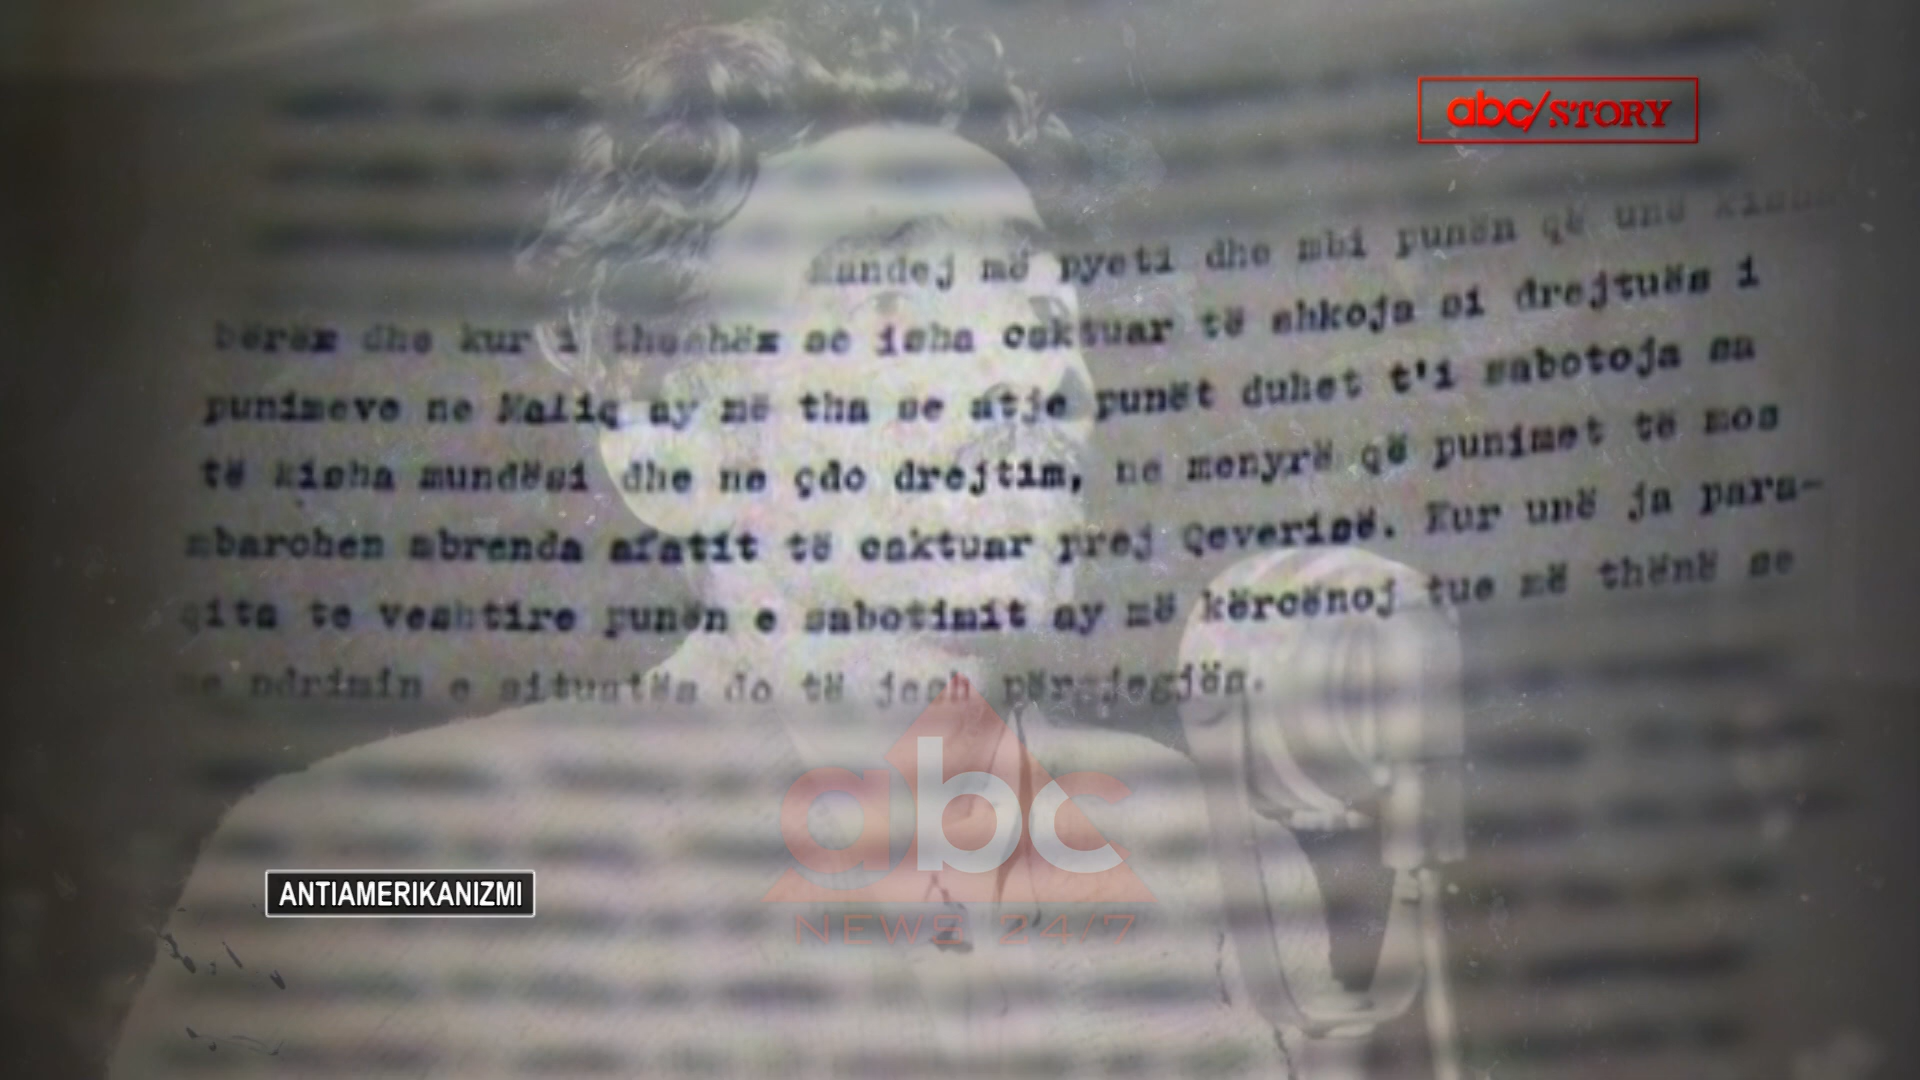 abc/STORY
Mandej më pyeti dhe mbi punën që unë kisha
bërëx dhe kur i thashëx se isha caktuar të shkoja si drejtuës i
punimeve ne Maliq ay më tha se atje punët duhet t'i sabotoja sa
të kisha mundësi dhe ne çdo drejtim, ne menyrë që punimet të mos
mbarohen mbrenda afatit të caktuar prej Qeverisë. Kur unë ja para-
qita te veshtire punën e sabotimit ay më kërcënoj tue më thënë se
ne ndrimin e situatës do të jesh përgjegjës.
abc
NEWS 24/7
ANTIAMERIKANIZMI